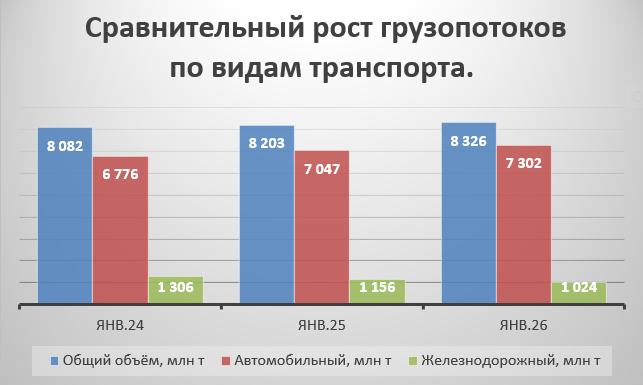 Сравнительный рост грузопотоков
по видам транспорта.
8 082
6 776
1 306
8 203
7 047
1 156
8 326
7 302
1 024
ЯНВ.24
ЯНВ.25
ЯНВ.26
Общий объём, млн т
Автомобильный, млн т
Железнодорожный, млн т